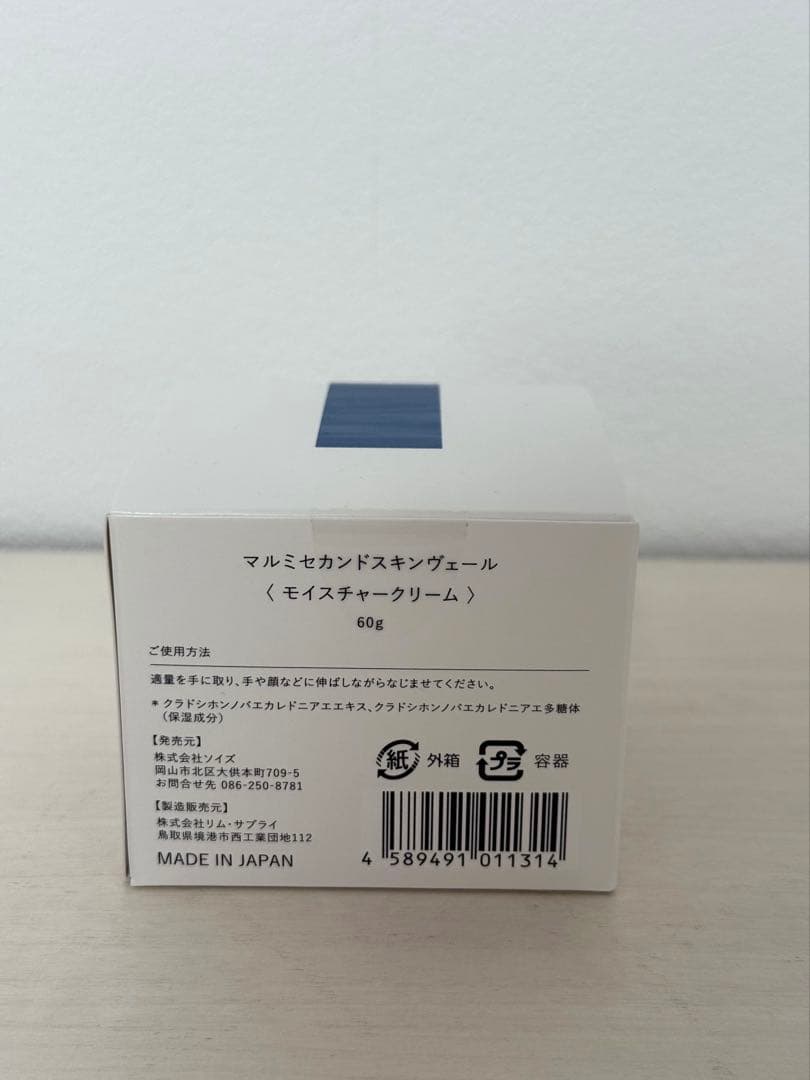 マルミセカンドスキンヴェール
〈 モイスチャークリーム 〉
60g
ご使用方法
適量を手に取り、手や顔などに伸ばしながらなじませてください。
* クラドシホンノバエカレドニアエエキス、クラドシホンノバエカレドニアエ多糖体
（保湿成分）
【発売元】
株式会社ソイズ
岡山市北区大供本町709-5
お問合せ先 086-250-8781
【製造販売元】
株式会社リム・サプライ
鳥取県境港市西工業団地112
MADE IN JAPAN
紙 外箱 プラ 容器
4 589491 011314